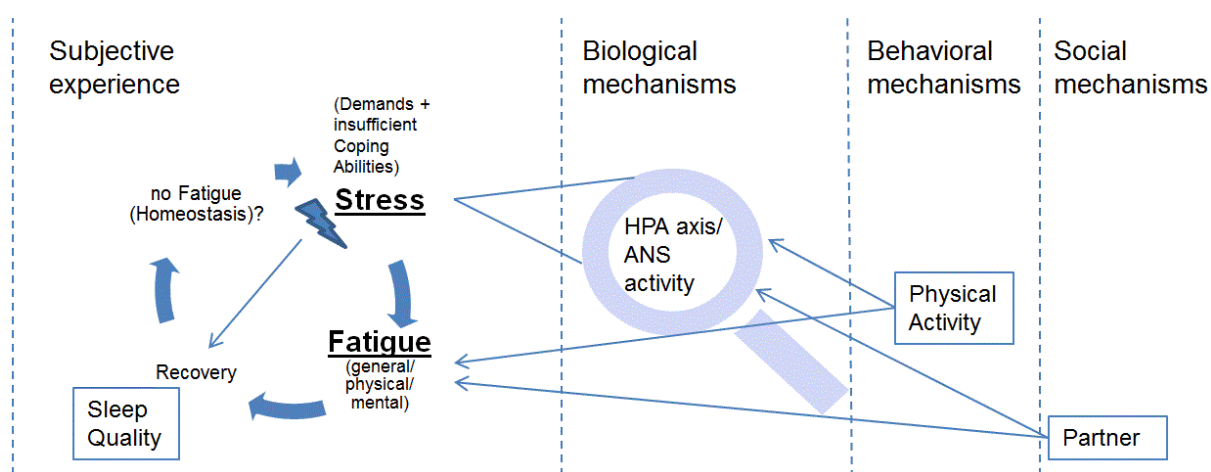 Subjective
experience
Biological
mechanisms
Behavioral
mechanisms
Social
mechanisms
(Demands +
insufficient
Coping
Abilities)
Stress
no Fatigue
(Homeostasis)?
HPA axis/
ANS
activity
Physical
Activity
Fatigue
(general/
physical/
mental)
Recovery
Sleep
Quality
Partner